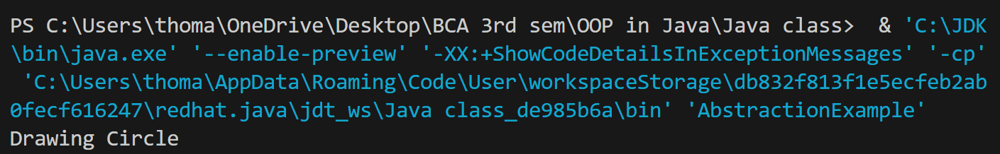 PS C:\Users\thoma\OneDrive\Desktop\BCA 3rd sem\OOP in Java\Java class>  & 'C:\JDK
\bin\java.exe' '--enable-preview' '-XX:+ShowCodeDetailsInExceptionMessages' '-cp'
 'C:\Users\thoma\AppData\Roaming\Code\User\workspaceStorage\db832f813f1e5ecfeb2ab
0fecf616247\redhat.java\jdt_ws\Java class_de985b6a\bin' 'AbstractionExample'
Drawing Circle